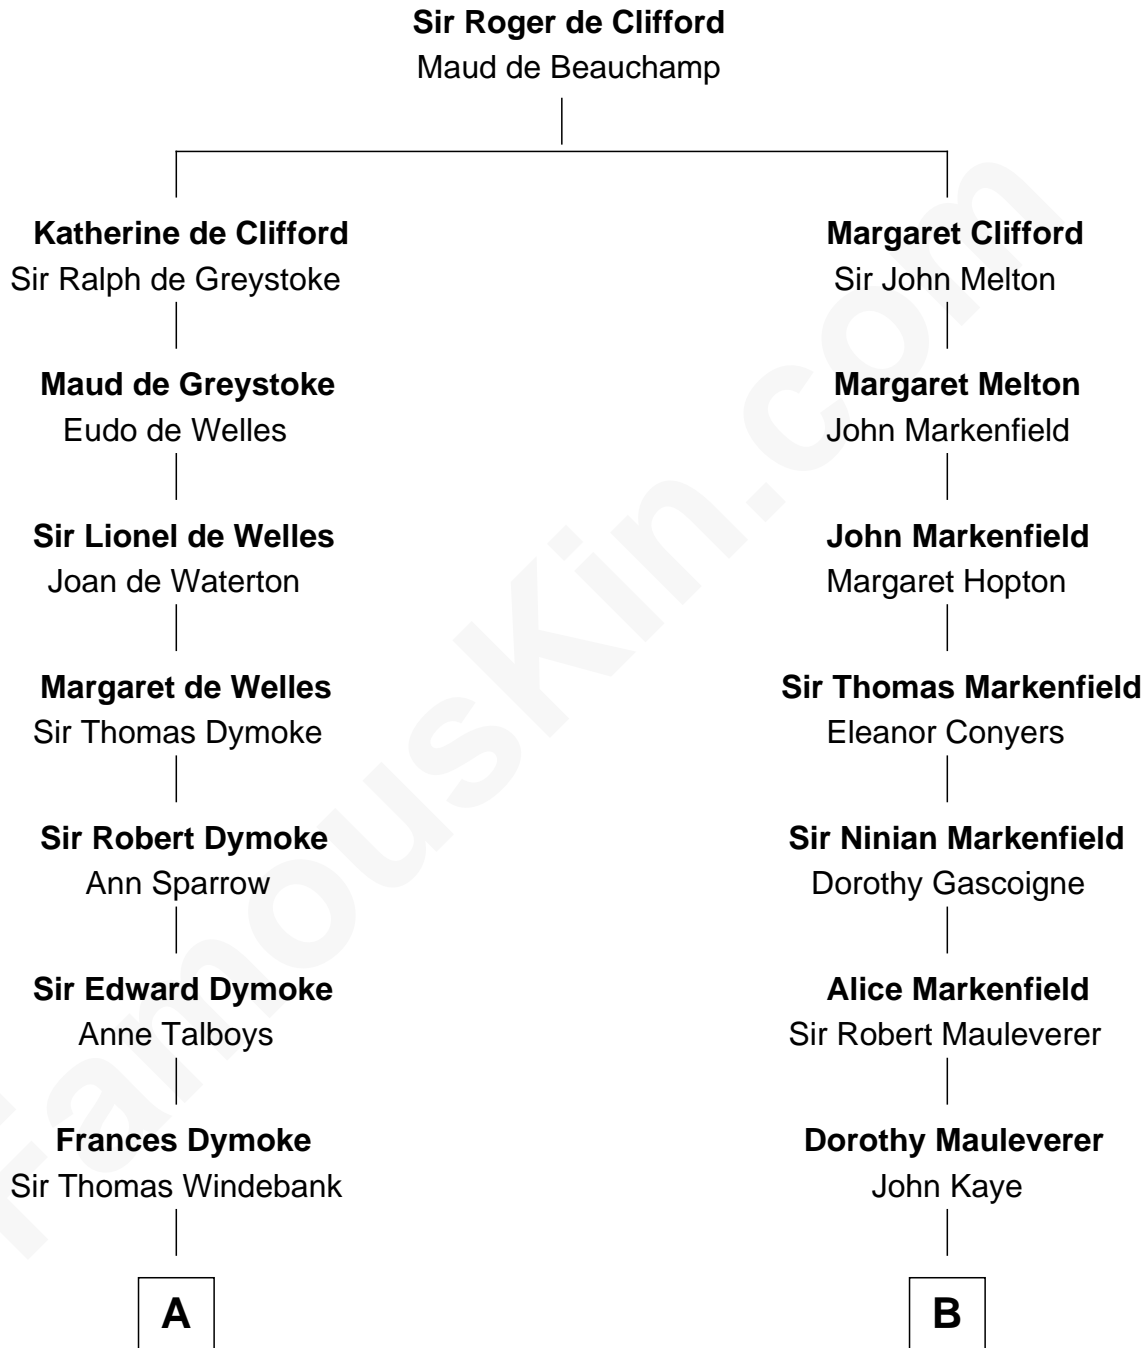 Sir Roger de Clifford
Maud de Beauchamp
Katherine de Clifford
Sir Ralph de Greystoke
Margaret Clifford
Sir John Melton
Maud de Greystoke
Eudo de Welles
Margaret Melton
John Markenfield
Sir Lionel de Welles
Joan de Waterton
John Markenfield
Margaret Hopton
Margaret de Welles
Sir Thomas Dymoke
Sir Thomas Markenfield
Eleanor Conyers
Sir Robert Dymoke
Ann Sparrow
Sir Ninian Markenfield
Dorothy Gascoigne
Sir Edward Dymoke
Anne Talboys
Alice Markenfield
Sir Robert Mauleverer
Frances Dymoke
Sir Thomas Windebank
Dorothy Mauleverer
John Kaye
A
B
FamousKin.com